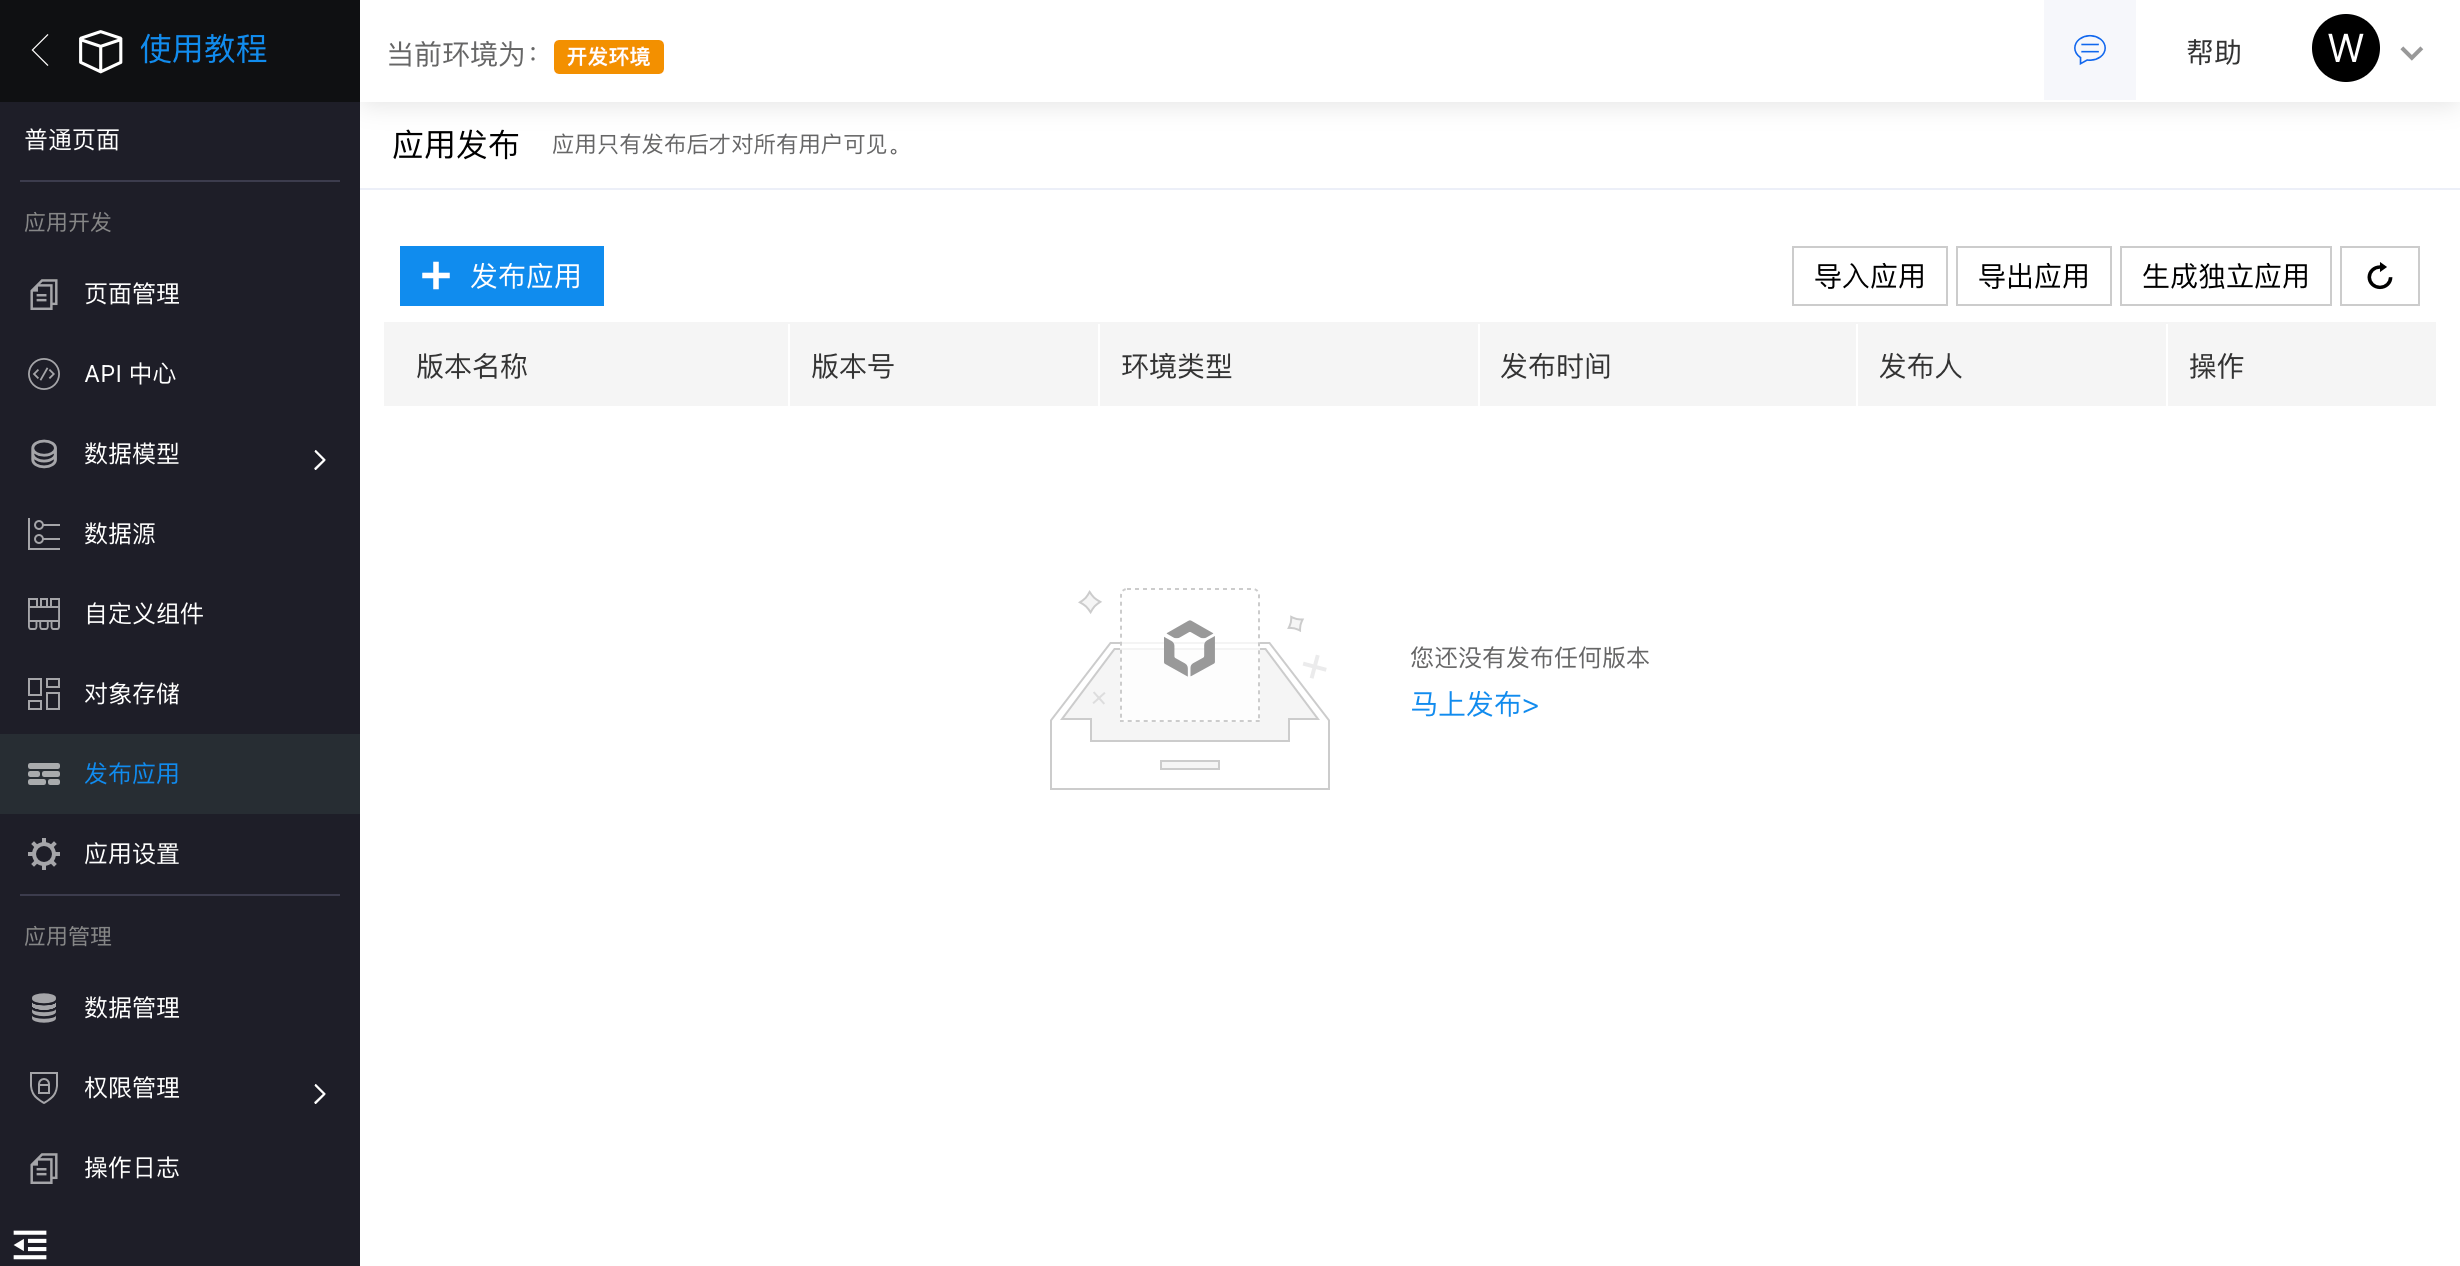 使用教程
当前环境为：
开发环境
帮助
W
普通页面
应用开发
页面管理
API 中心
数据模型
数据源
自定义组件
对象存储
发布应用
应用设置
应用管理
数据管理
权限管理
操作日志
应用发布
应用只有发布后才对所有用户可见。
发布应用
导入应用
导出应用
生成独立应用
版本名称
版本号
环境类型
发布时间
发布人
操作
您还没有发布任何版本
马上发布>